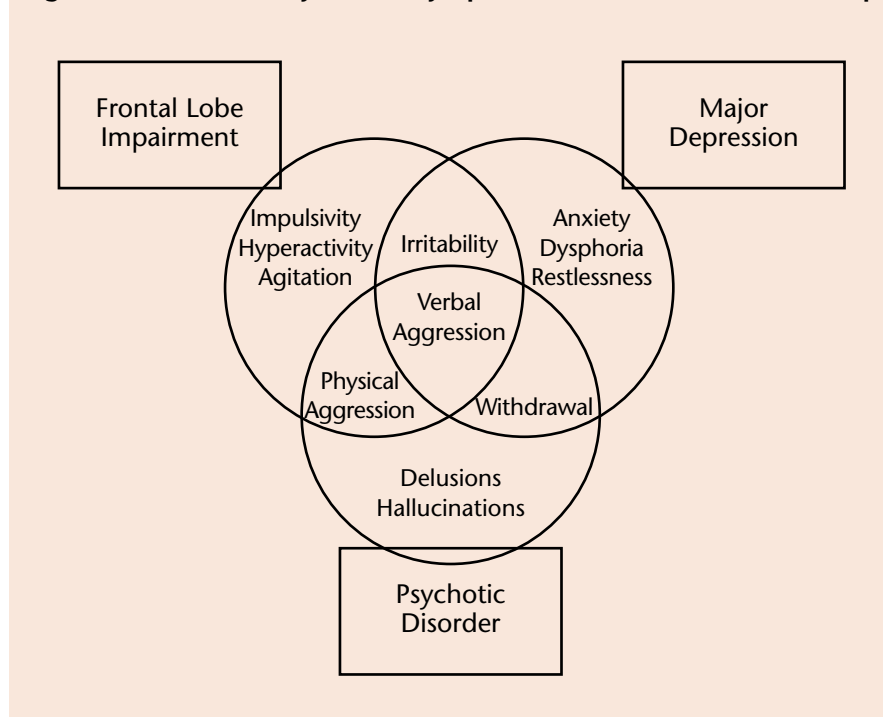 Frontal Lobe
Impairment
Major
Depression
Impulsivity
Hyperactivity
Agitation
Irritability
Anxiety
Dysphoria
Restlessness
Verbal
Aggression
Physical
Aggression
Withdrawal
Delusions
Hallucinations
Psychotic
Disorder